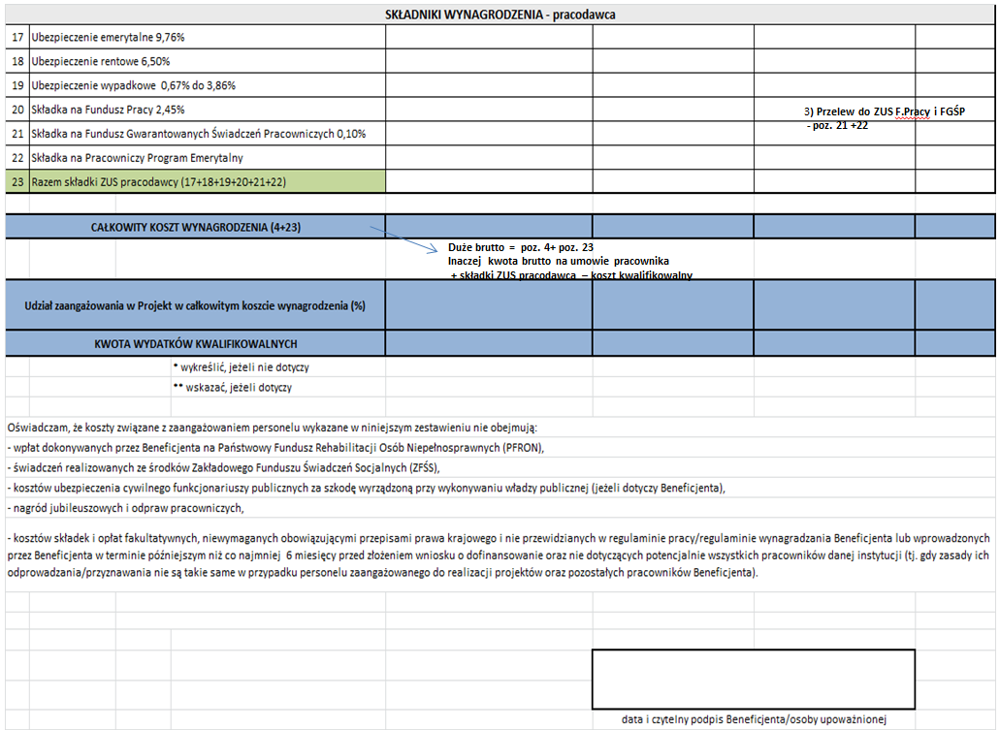 SKŁADNIKI WYNAGRODZENIA - pracodawca
17 Ubezpieczenie emerytalne 9,76%
18 Ubezpieczenie rentowe 6,50%
19 Ubezpieczenie wypadkowe 0,67% do 3,86%
20 Składka na Fundusz Pracy 2,45%
3) Przelew do ZUS F.Pracy i FGŚP
- poz. 21 +22
21 Składka na Fundusz Gwarantowanych Świadczeń Pracowniczych 0,10%
22 Składka na Pracowniczy Program Emerytalny
23 Razem składki ZUS pracodawcy (17+18+19+20+21+22)
CAŁKOWITY KOSZT WYNAGRODZENIA (4+23)
Duże brutto = poz. 4+ poz. 23
Inaczej kwota brutto na umowie pracownika
+ składki ZUS pracodawca – koszt kwalifikowalny
Udział zaangażowania w Projekt w całkowitym koszcie wynagrodzenia (%)
KWOTA WYDATKÓW KWALIFIKOWALNYCH
* wykreślić, jeżeli nie dotyczy
** wskazać, jeżeli dotyczy
Oświadczam, że koszty związane z zaangażowaniem personelu wykazane w niniejszym zestawieniu nie obejmują:
- wpłat dokonywanych przez Beneficjenta na Państwowy Fundusz Rehabilitacji Osób Niepełnosprawnych (PFRON),
- świadczeń realizowanych ze środków Zakładowego Funduszu Świadczeń Socjalnych (ZFŚS),
- kosztów ubezpieczenia cywilnego funkcjonariuszy publicznych za szkodę wyrządzoną przy wykonywaniu władzy publicznej (jeżeli dotyczy Beneficjenta),
- nagród jubileuszowych i odpraw pracowniczych,
- kosztów składek i opłat fakultatywnych, niewymaganych obowiązującymi przepisami prawa krajowego i nie przewidzianych w regulaminie pracy/regulaminie wynagradzania Beneficjenta lub wprowadzonych
przez Beneficjenta w terminie późniejszym niż co najmniej 6 miesięcy przed złożeniem wniosku o dofinansowanie oraz nie dotyczących potencjalnie wszystkich pracowników danej instytucji (tj. gdy zasady ich
odprowadzania/przyznawania nie są takie same w przypadku personelu zaangażowanego do realizacji projektów oraz pozostałych pracowników Beneficjenta).
data i czytelny podpis Beneficjenta/osoby upoważnionej